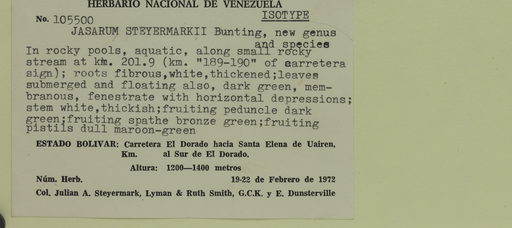 HERBARIO NACIONAL DE VENEZUELA
No. 105500 ISOTYPE
JASARUM STEYERMARKII Bunting, new genus
and species
In rocky pools, aquatic, along small rocky
stream at km. 201.9 (km. "189-190" of carretera
sign); roots fibrous,white,thickened;leaves
submerged and floating also, dark green, mem-
branous, fenestrate with horizontal depressions;
stem white,thickish;fruiting peduncle dark
green;fruiting spathe bronze green;fruiting
pistils dull maroon-green
ESTADO BOLIVAR: Carretera El Dorado hacia Santa Elena de Uairen,
Km. al Sur de El Dorado.
Altura: 1200—1400 metros
Núm. Herb. 19-22 de Febrero de 1972
Col. Julian A. Steyermark, Lyman & Ruth Smith, G.C.K. y E. Dunsterville